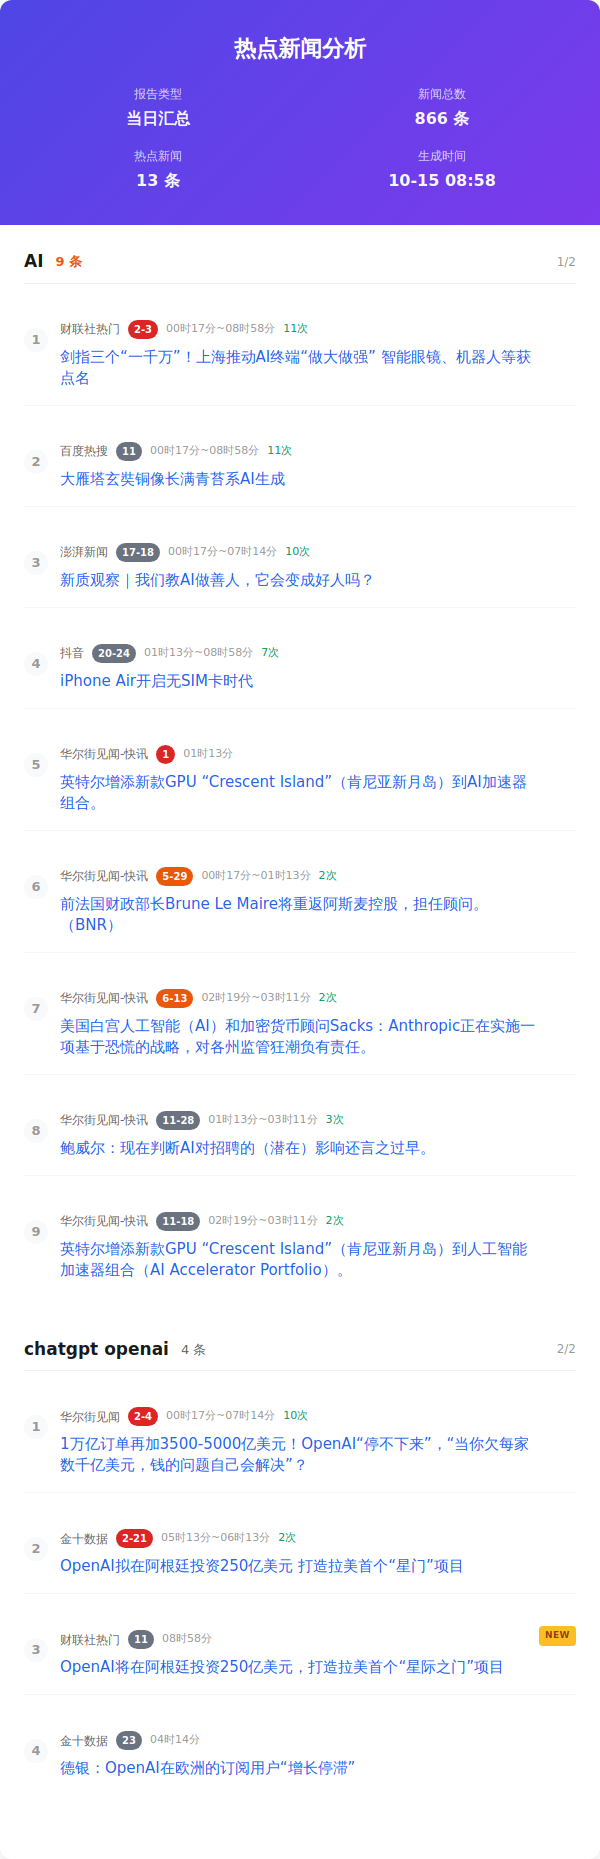 热点新闻分析
报告类型
新闻总数
当日汇总
866 条
热点新闻
生成时间
13 条
10-15 08:58
AI 9 条 1/2
1
财联社热门 2-3 00时17分~08时58分 11次
剑指三个“一千万”！上海推动AI终端“做大做强” 智能眼镜、机器人等获
点名
2
百度热搜 11 00时17分~08时58分 11次
大雁塔玄奘铜像长满青苔系AI生成
3
澎湃新闻 17-18 00时17分~07时14分 10次
新质观察｜我们教AI做善人，它会变成好人吗？
4
抖音 20-24 01时13分~08时58分 7次
iPhone Air开启无SIM卡时代
5
华尔街见闻-快讯 1 01时13分
英特尔增添新款GPU “Crescent Island”（肯尼亚新月岛）到AI加速器
组合。
6
华尔街见闻-快讯 5-29 00时17分~01时13分 2次
前法国财政部长Brune Le Maire将重返阿斯麦控股，担任顾问。
（BNR）
7
华尔街见闻-快讯 6-13 02时19分~03时11分 2次
美国白宫人工智能（AI）和加密货币顾问Sacks：Anthropic正在实施一
项基于恐慌的战略，对各州监管狂潮负有责任。
8
华尔街见闻-快讯 11-28 01时13分~03时11分 3次
鲍威尔：现在判断AI对招聘的（潜在）影响还言之过早。
9
华尔街见闻-快讯 11-18 02时19分~03时11分 2次
英特尔增添新款GPU “Crescent Island”（肯尼亚新月岛）到人工智能
加速器组合（AI Accelerator Portfolio）。
chatgpt openai 4 条 2/2
1
华尔街见闻 2-4 00时17分~07时14分 10次
1万亿订单再加3500-5000亿美元！OpenAI“停不下来”，“当你欠每家
数千亿美元，钱的问题自己会解决”？
2
金十数据 2-21 05时13分~06时13分 2次
OpenAI拟在阿根廷投资250亿美元 打造拉美首个“星门”项目
3
财联社热门 11 08时58分 NEW
OpenAI将在阿根廷投资250亿美元，打造拉美首个“星际之门”项目
4
金十数据 23 04时14分
德银：OpenAI在欧洲的订阅用户“增长停滞”